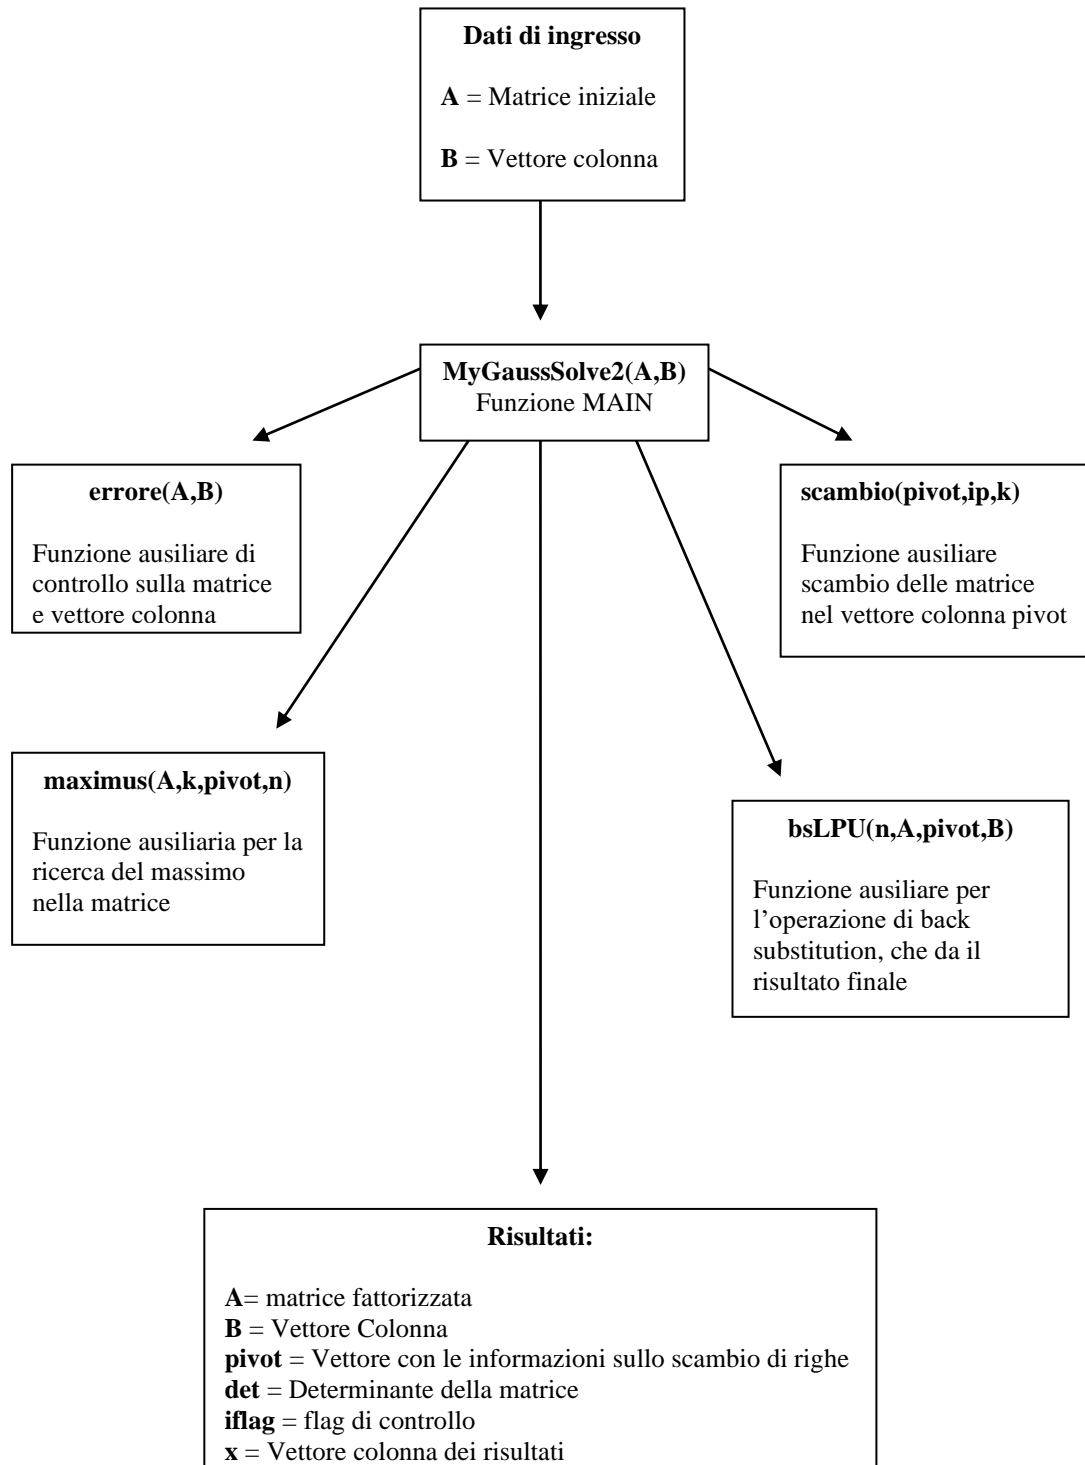 Dati di ingresso
A = Matrice iniziale
B = Vettore colonna
MyGaussSolve2(A,B)
Funzione MAIN
errore(A,B)
Funzione ausiliare di
controllo sulla matrice
e vettore colonna
scambio(pivot,ip,k)
Funzione ausiliare
scambio delle matrice
nel vettore colonna pivot
maximus(A,k,pivot,n)
Funzione ausiliaria per la
ricerca del massimo
nella matrice
bsLPU(n,A,pivot,B)
Funzione ausiliare per
l’operazione di back
substitution, che da il
risultato finale
Risultati:
A= matrice fattorizzata
B = Vettore Colonna
pivot = Vettore con le informazioni sullo scambio di righe
det = Determinante della matrice
iflag = flag di controllo
x = Vettore colonna dei risultati